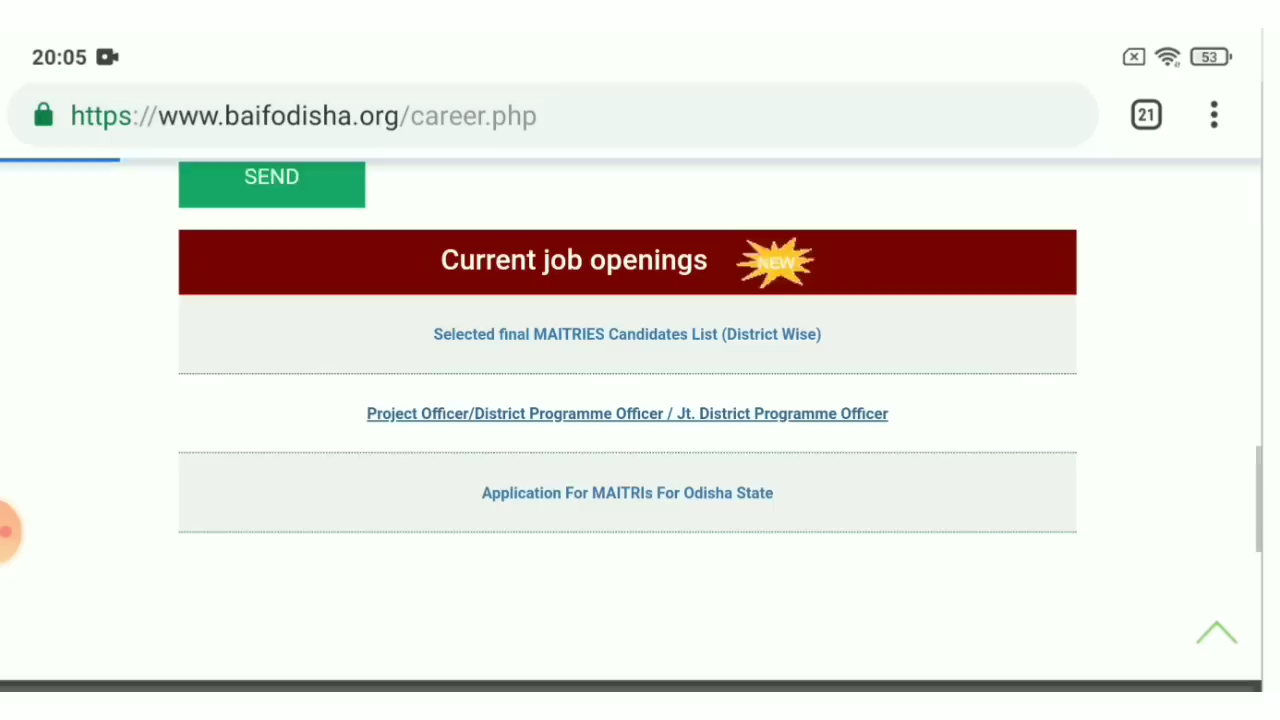 20:05
53
https://www.baifodisha.org/career.php
21
SEND
Current job openings NEW
Selected final MAITRIES Candidates List (District Wise)
Project Officer/District Programme Officer / Jt. District Programme Officer
Application For MAITRIs For Odisha State